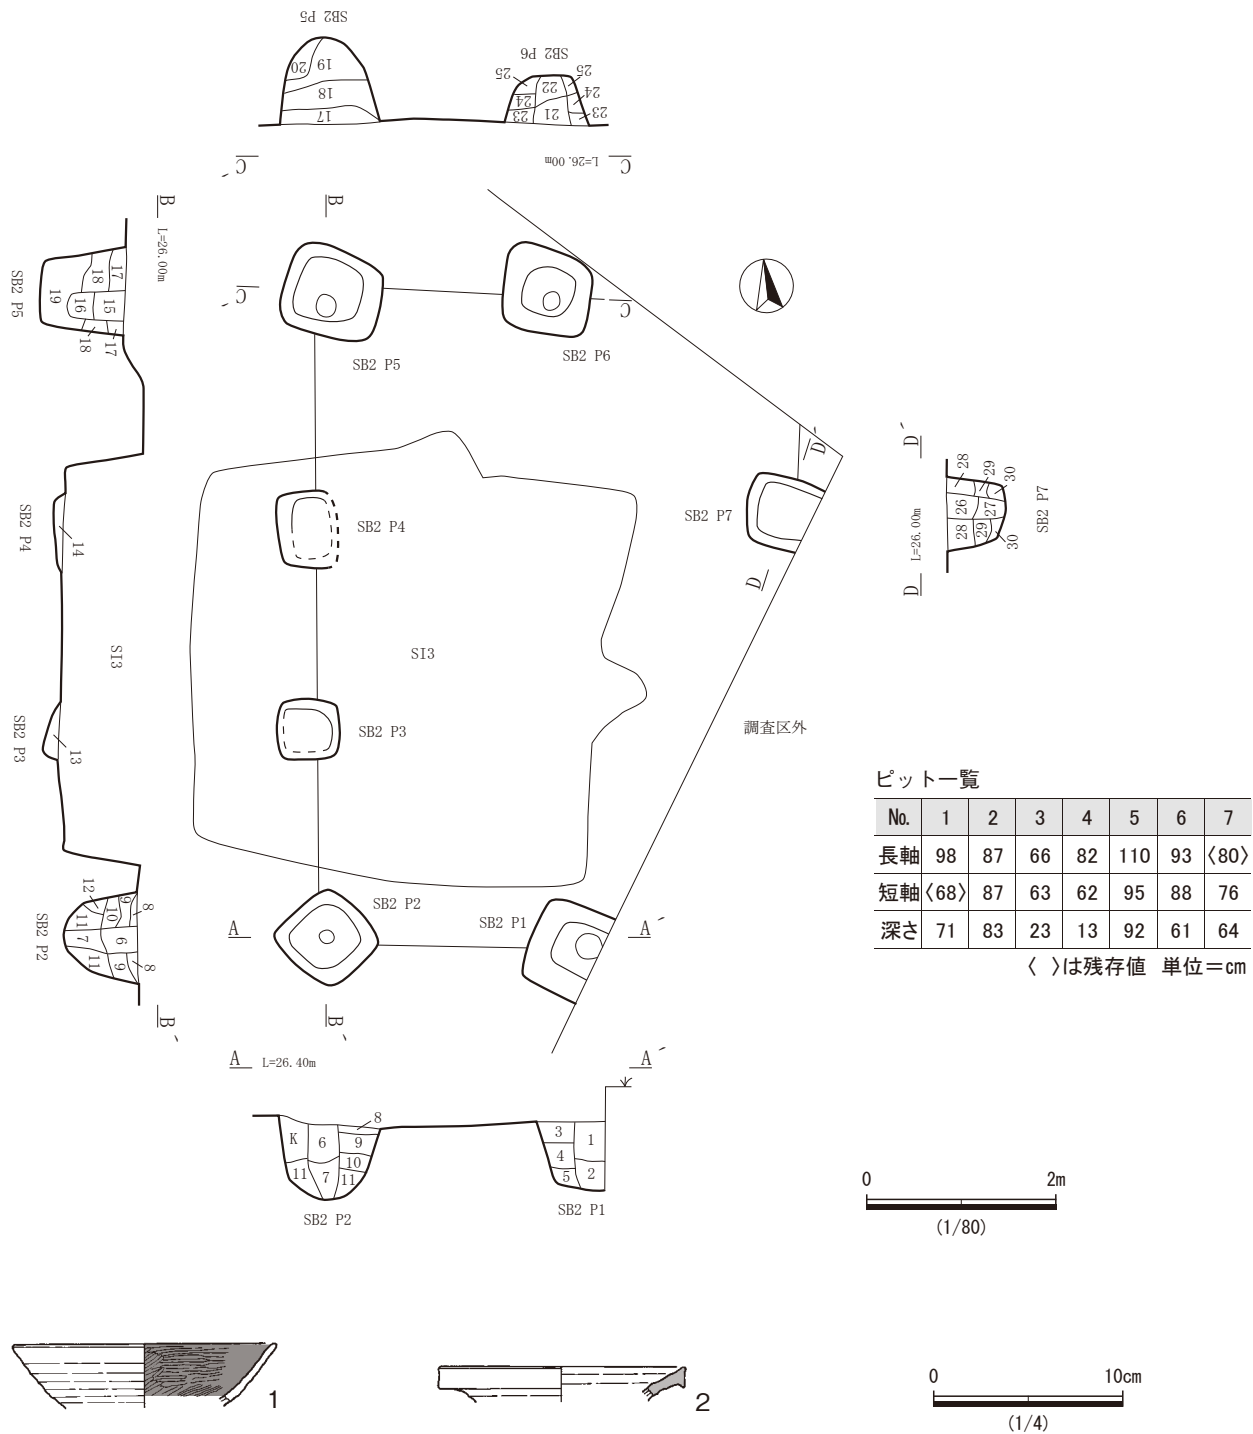 SB2 P5
20 19
18
17
SB2 P6
25 22 25
24 24
23 21 23
C´ L=26.00m C
B
B
L=26.00m
SB2 P5
17
18
19 16 15
18 17
C´
C
SB2 P5
SB2 P6
SB2 P4
14
SB2 P4
SB2 P7
D´
D
D´
L=26.00m
D
28 29 30
26 27
28 29 30
SB2 P7
SI3
SI3
SB2 P3
13
SB2 P3
調査区外
SB2 P2
12 9 8
11 10
7 6
11 9 8
A
SB2 P2
SB2 P1
A´
B´
B´
A L=26.40m A´
K 6 8
9
10
11 7 11
SB2 P2
3 1
4
5 2
SB2 P1
ピット一覧
No. 1 2 3 4 5 6 7
長軸 98 87 66 82 110 93 〈80〉
短軸 〈68〉 87 63 62 95 88 76
深さ 71 83 23 13 92 61 64
〈 〉は残存値 単位＝cm
0 2m
(1/80)
1
2
0 10cm
(1/4)